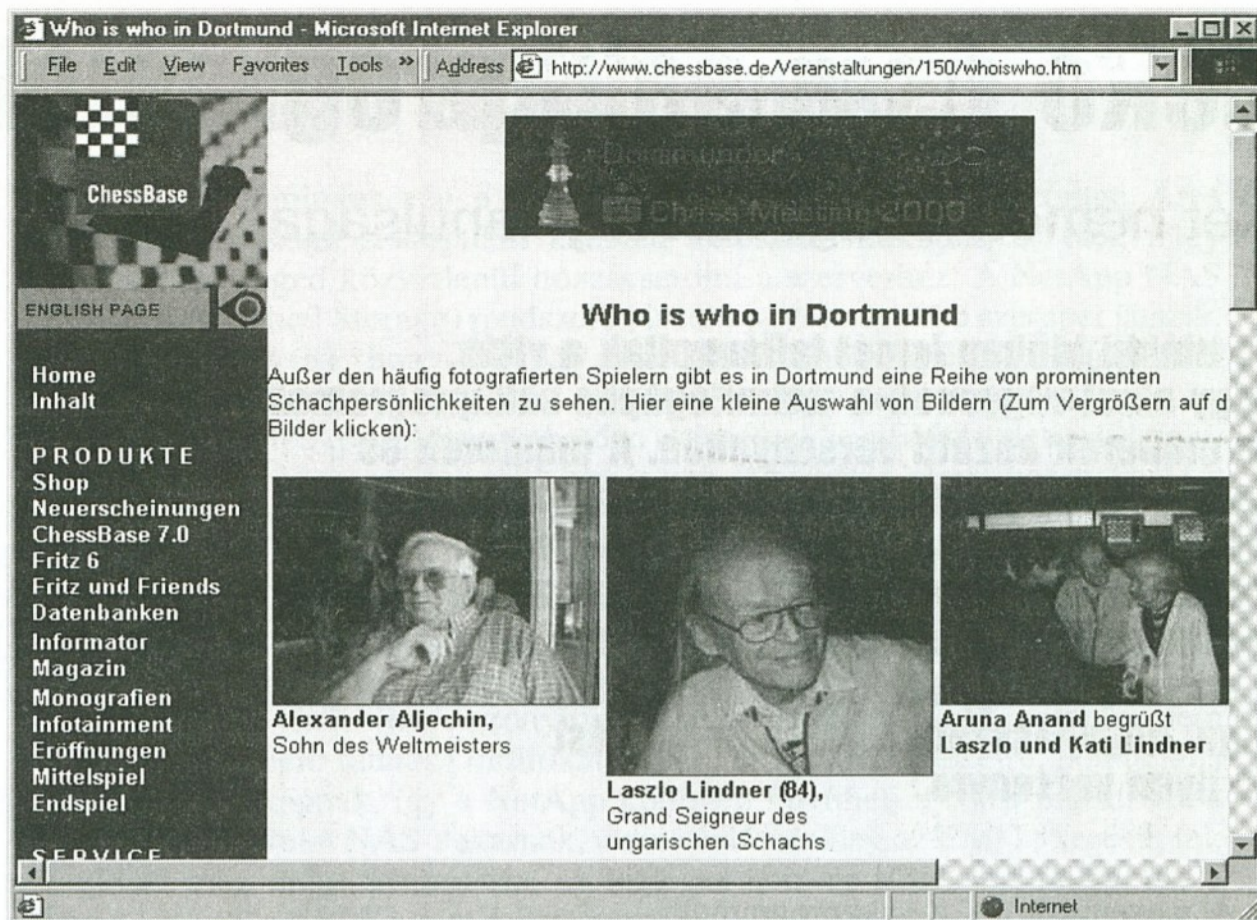 Who is who in Dortmund - Microsoft Internet Explorer
File Edit View Favorites Tools » Address http://www.chessbase.de/Veranstaltungen/150/whoiswho.htm
ChessBase
ENGLISH PAGE
Home
Inhalt
PRODUKTE
Shop
Neuerscheinungen
ChessBase 7.0
Fritz 6
Fritz und Friends
Datenbanken
Informator
Magazin
Monografien
Infotainment
Eröffnungen
Mittelspiel
Endspiel
SERVICE
Dortmunder
Chess Meeting 2000
Who is who in Dortmund
Außer den häufig fotografierten Spielern gibt es in Dortmund eine Reihe von prominenten
Schachpersönlichkeiten zu sehen. Hier eine kleine Auswahl von Bildern (Zum Vergrößern auf d
Bilder klicken):
Alexander Aljechin,
Sohn des Weltmeisters
Laszlo Lindner (84),
Grand Seigneur des
ungarischen Schachs
Aruna Anand begrüßt
Laszlo und Kati Lindner
Internet